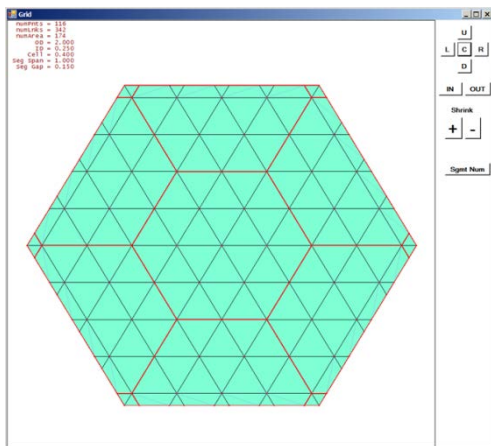 Grid
numPnts = 116
numLnks = 342
numArea = 174
OD = 2.000
ID = 0.250
Cell = 0.400
Seg Span = 1.000
Seg Gap = 0.150
U
L C R
D
IN OUT
Shrink
+ -
Sgmt Num